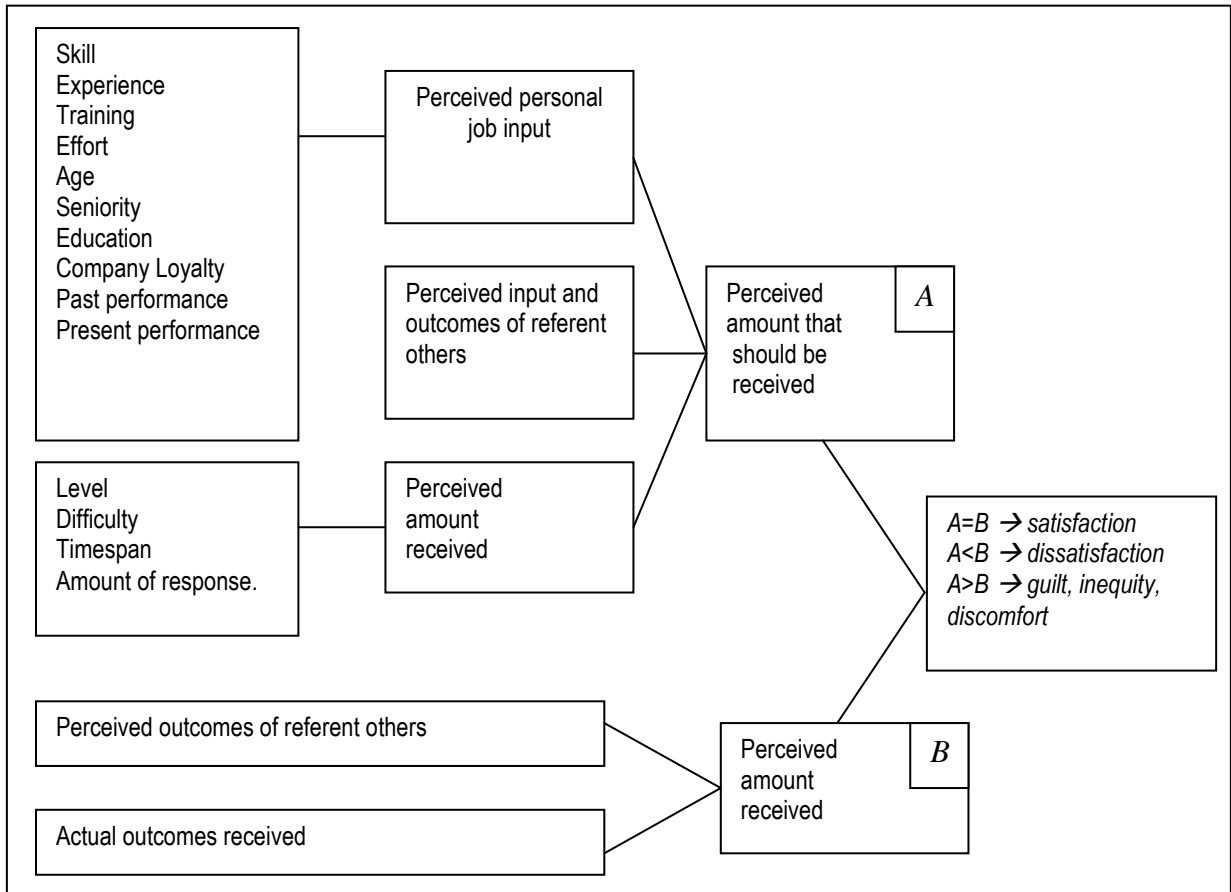 Skill
Experience
Training
Effort
Age
Seniority
Education
Company Loyalty
Past performance
Present performance
Perceived personal
job input
Perceived input and
outcomes of referent
others
Perceived
amount that
should be
received
A
Level
Difficulty
Timespan
Amount of response.
Perceived
amount
received
A=B → satisfaction
A<B → dissatisfaction
A>B → guilt, inequity,
discomfort
Perceived outcomes of referent others
Actual outcomes received
Perceived
amount
received
B